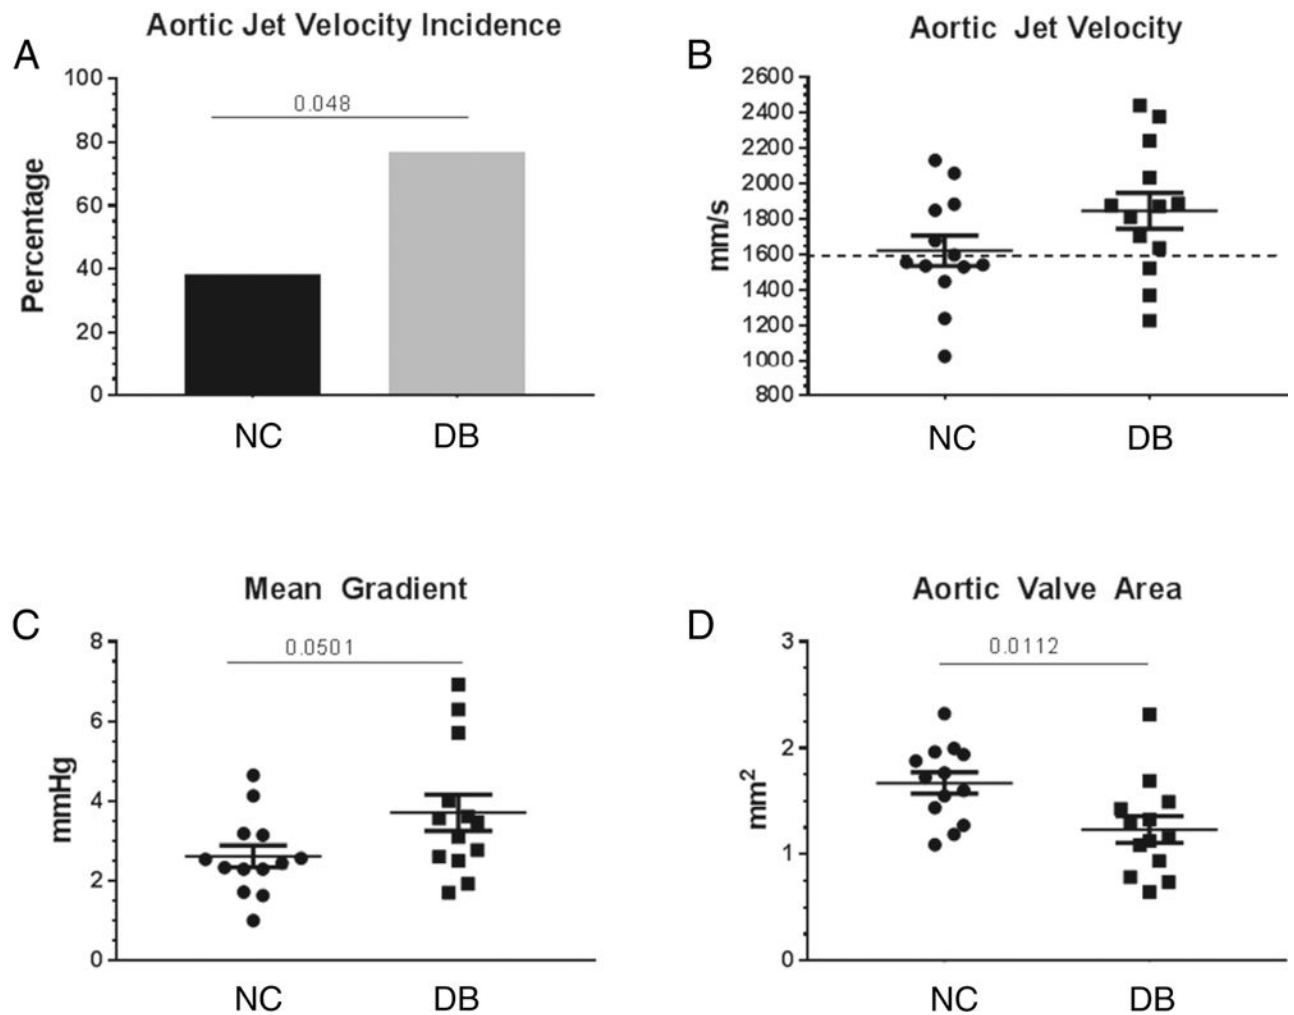 Aortic Jet Velocity Incidence
A
Percentage
100
80
60
40
20
0
0.048
NC
DB
Aortic Jet Velocity
B
mm/s
2600
2400
2200
2000
1800
1600
1400
1200
1000
800
NC
DB
Mean Gradient
C
mmHg
8
6
4
2
0
0.0501
NC
DB
Aortic Valve Area
D
mm²
3
2
1
0
0.0112
NC
DB